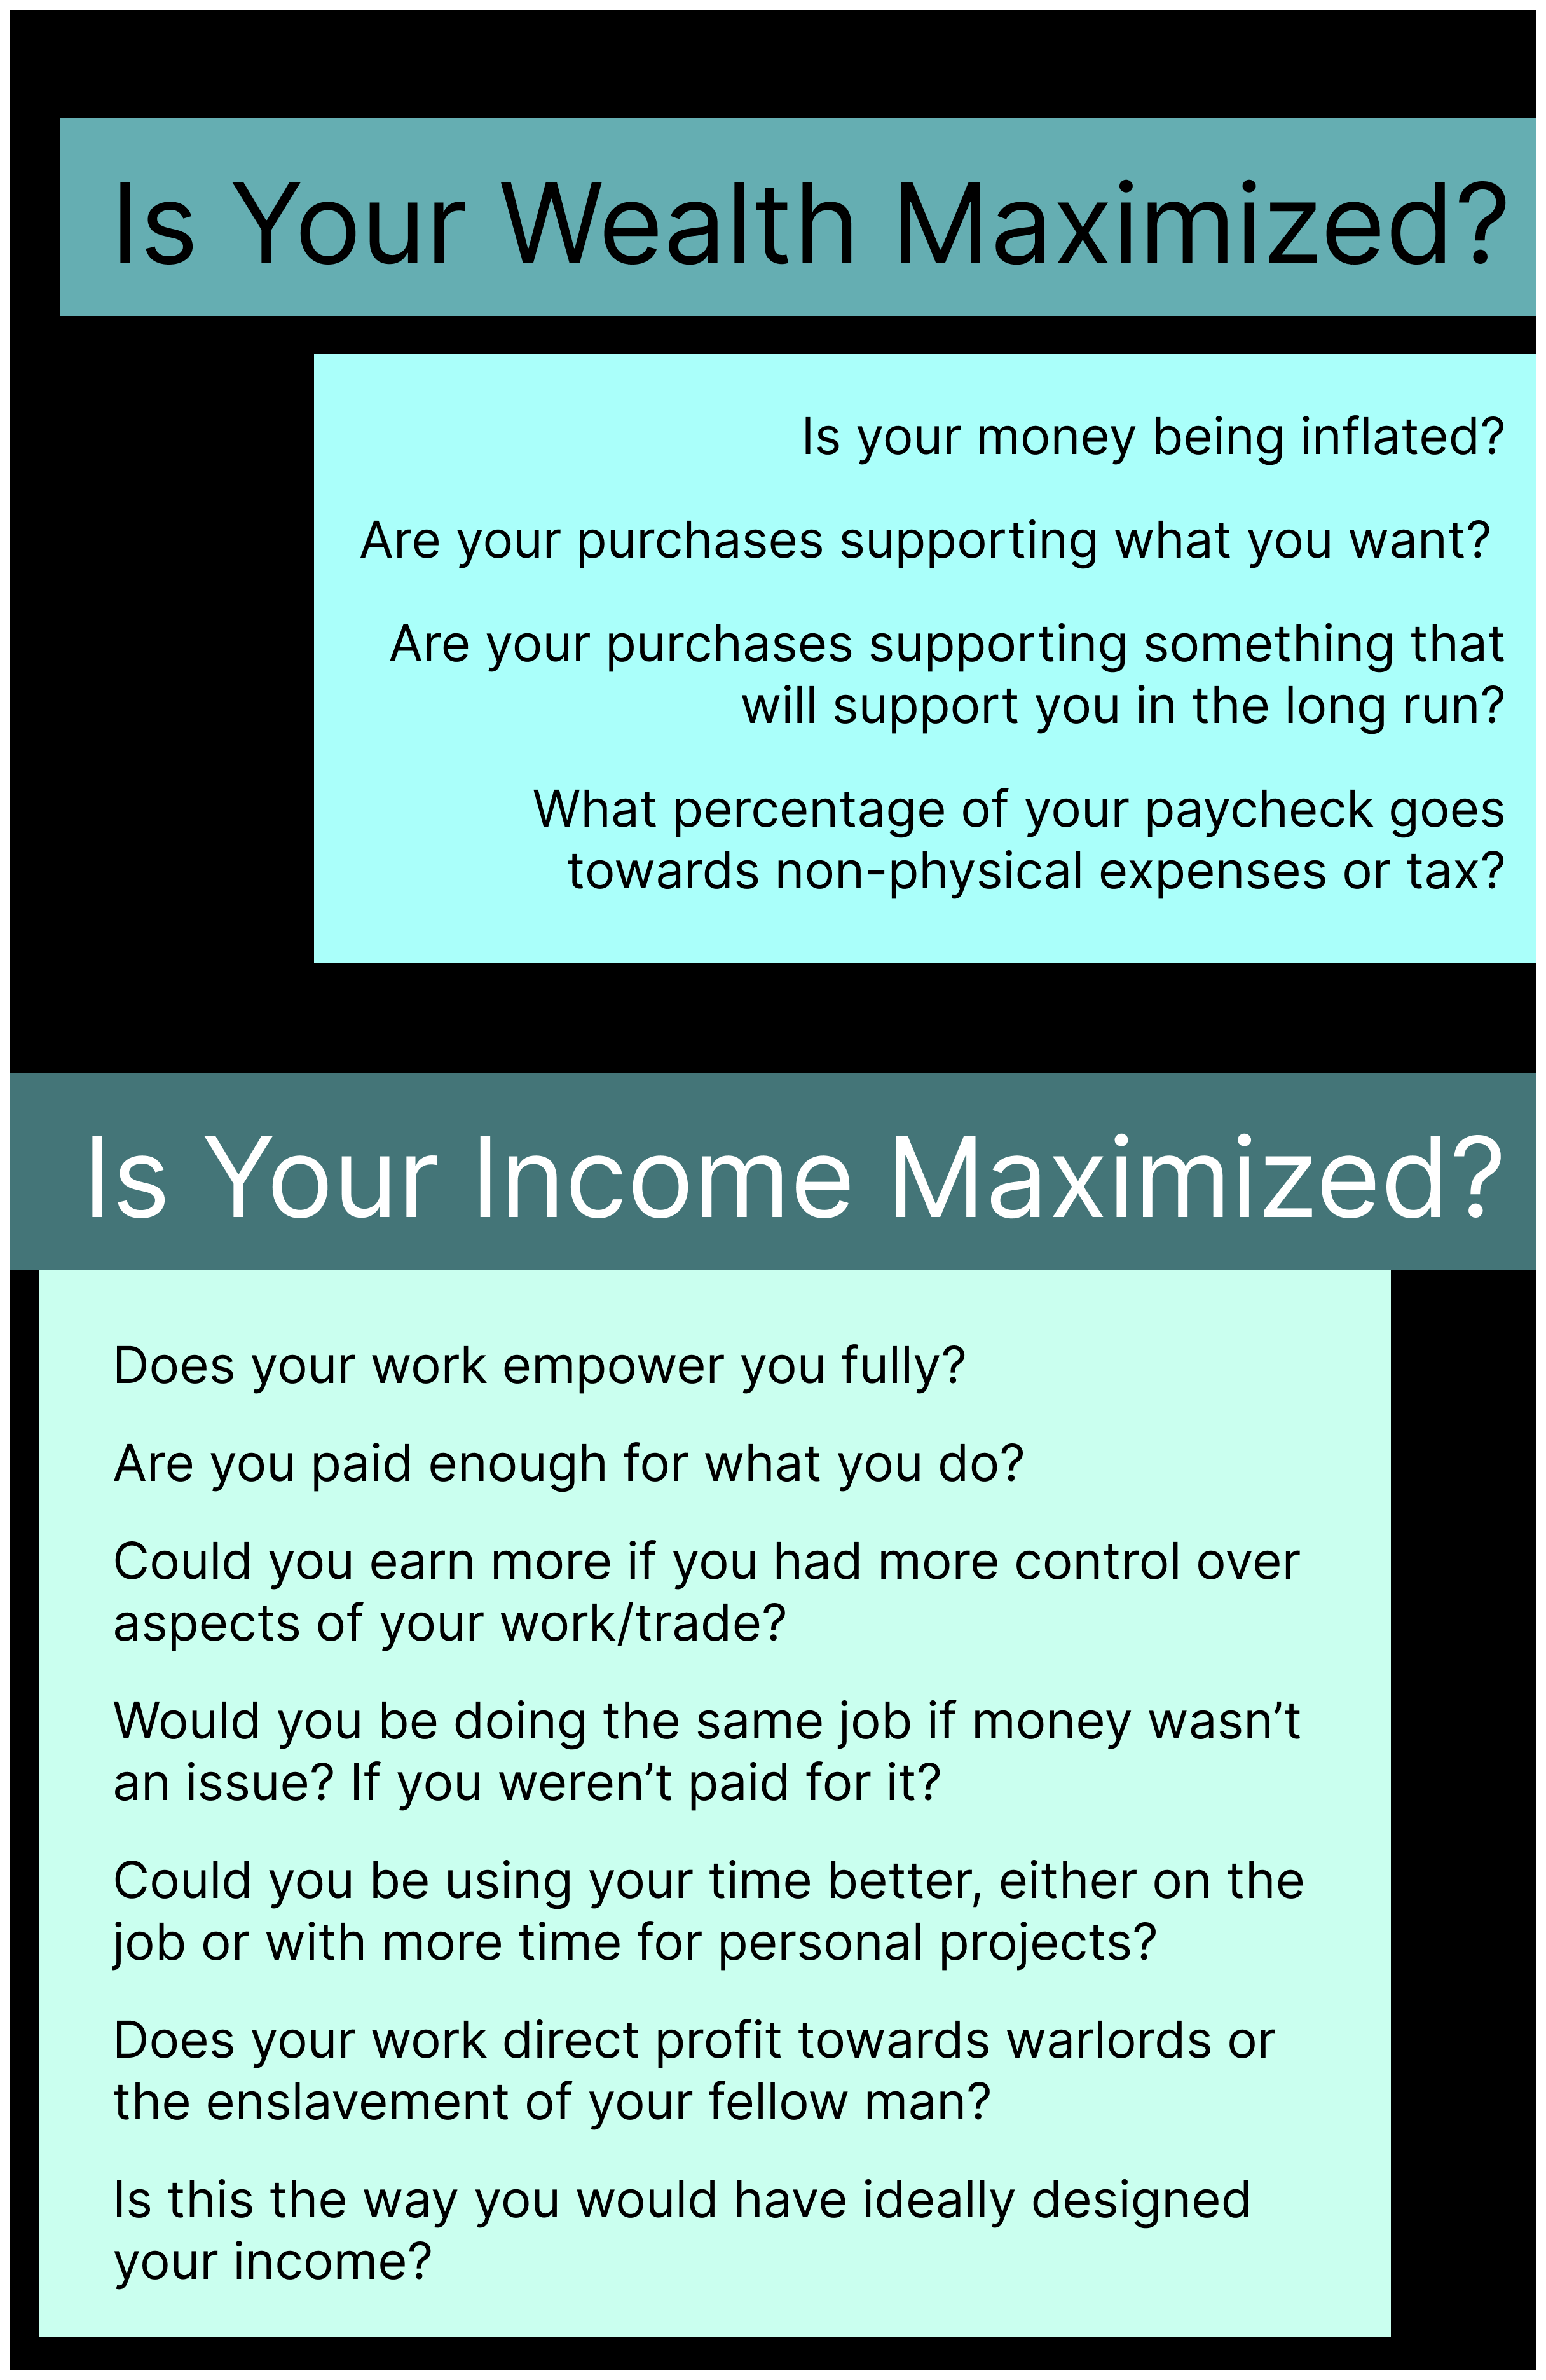 Is Your Wealth Maximized?
Is your money being inflated?
Are your purchases supporting what you want?
Are your purchases supporting something that
will support you in the long run?
What percentage of your paycheck goes
towards non-physical expenses or tax?
Is Your Income Maximized?
Does your work empower you fully?
Are you paid enough for what you do?
Could you earn more if you had more control over
aspects of your work/trade?
Would you be doing the same job if money wasn’t
an issue? If you weren’t paid for it?
Could you be using your time better, either on the
job or with more time for personal projects?
Does your work direct profit towards warlords or
the enslavement of your fellow man?
Is this the way you would have ideally designed
your income?